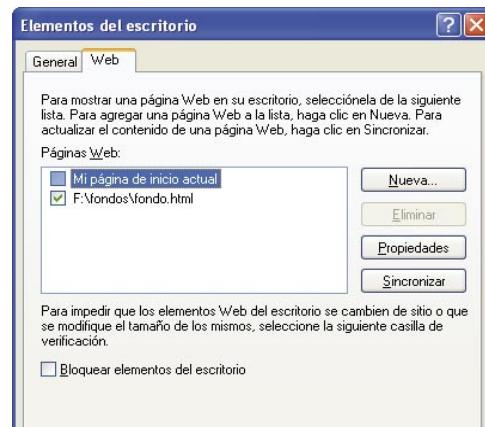 Elementos del escritorio
General Web
Para mostrar una página Web en su escritorio, selecciónela de la siguiente
lista. Para agregar una página Web a la lista, haga clic en Nueva. Para
actualizar el contenido de una página Web, haga clic en Sincronizar.
Páginas Web:
Mi página de inicio actual
Nueva...
F:\fondos\fondo.html
Eliminar
Propiedades
Sincronizar
Para impedir que los elementos Web del escritorio se cambien de sitio o que
se modifique el tamaño de los mismos, seleccione la siguiente casilla de
verificación.
Bloquear elementos del escritorio